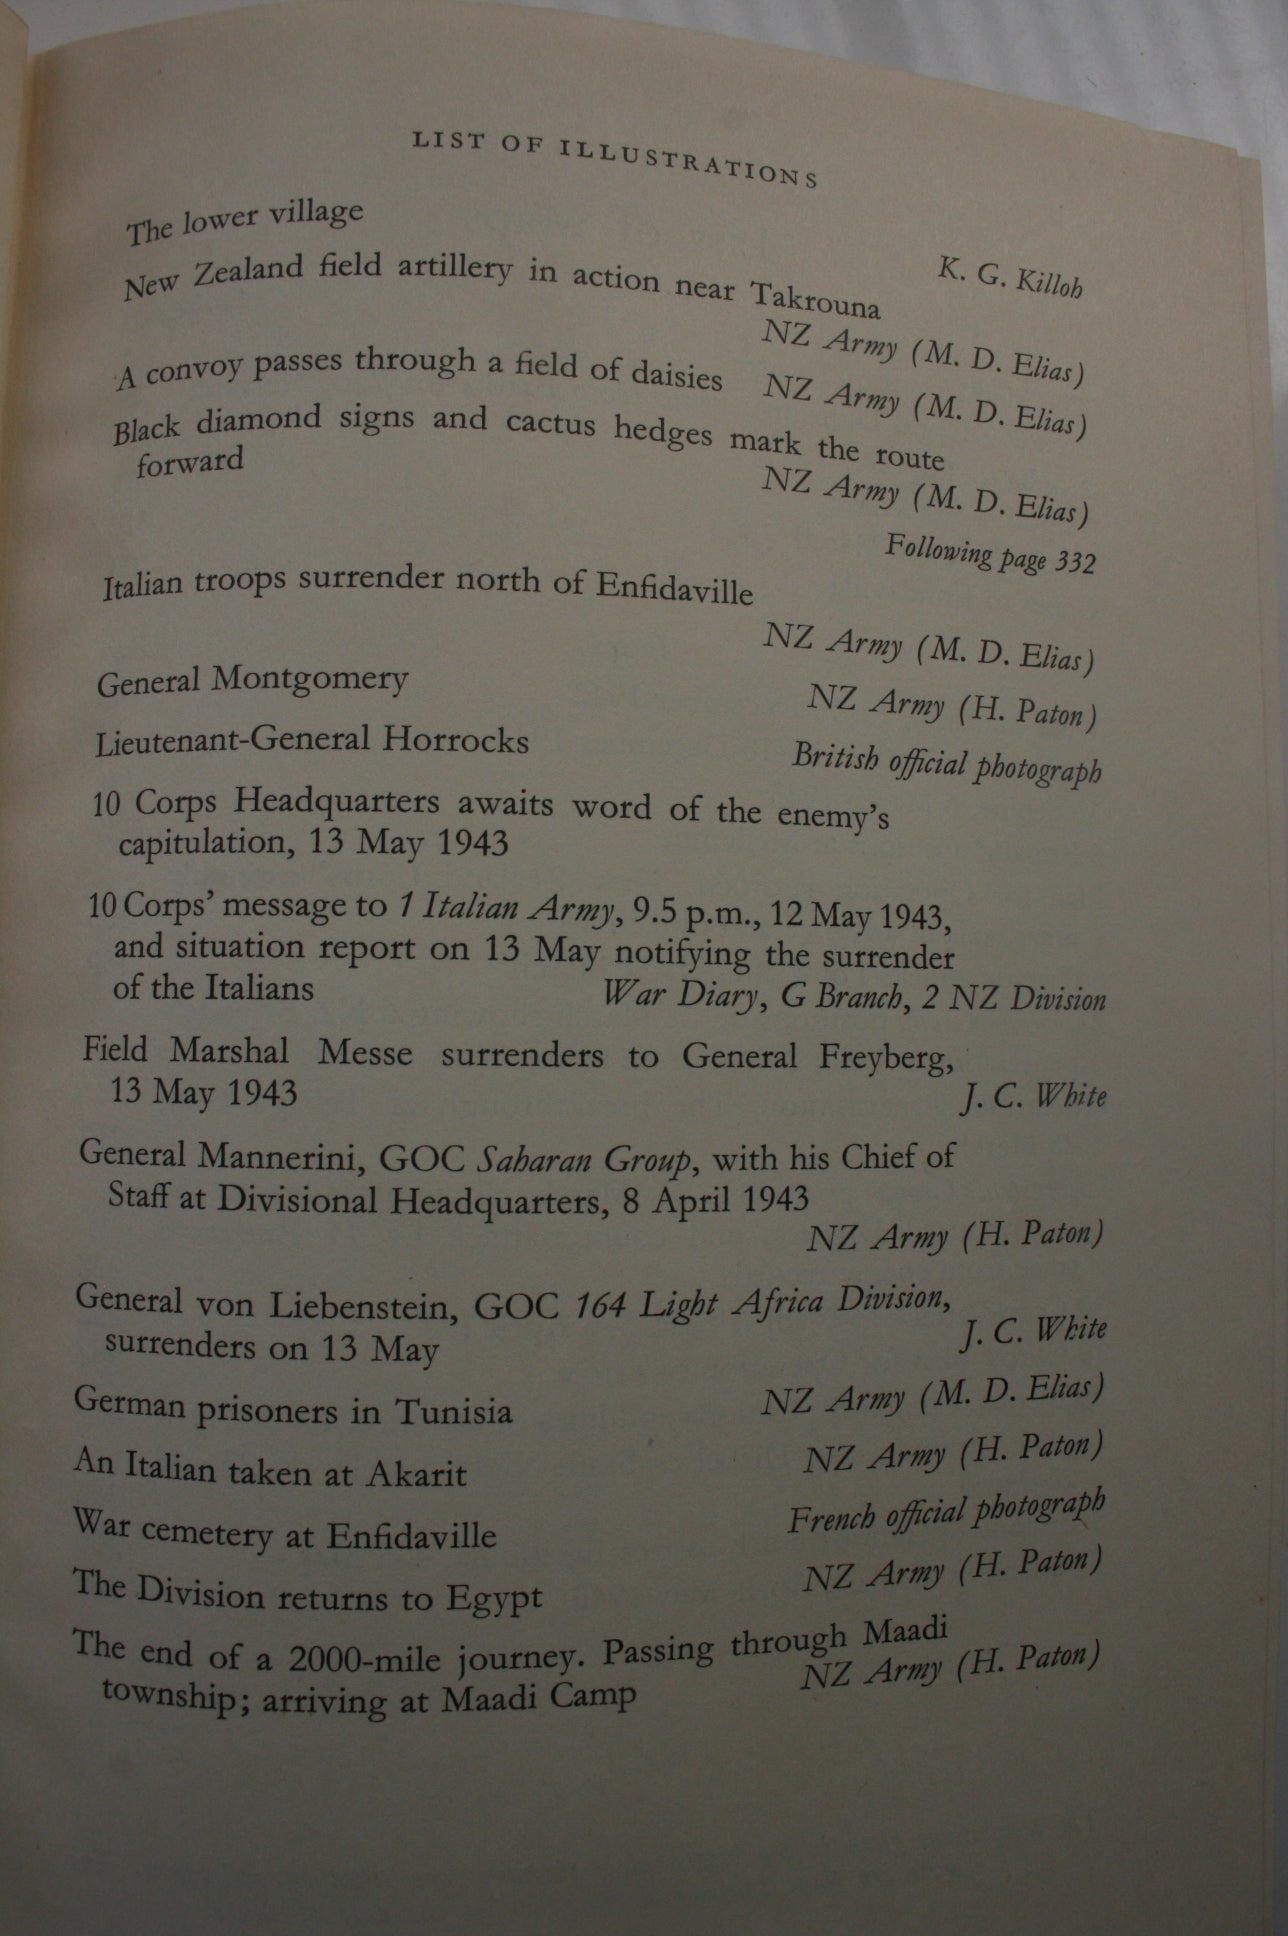 LIST OF ILLUSTRATIONS
The lower village K. G. Killoh
New Zealand field artillery in action near Takrouna
NZ Army (M. D. Elias)
A convoy passes through a field of daisies NZ Army (M. D. Elias)
Black diamond signs and cactus hedges mark the route
forward NZ Army (M. D. Elias)
Following page 332
Italian troops surrender north of Enfidaville
NZ Army (M. D. Elias)
General Montgomery NZ Army (H. Paton)
Lieutenant-General Horrocks British official photograph
10 Corps Headquarters awaits word of the enemy's
capitulation, 13 May 1943
10 Corps' message to 1 Italian Army, 9.5 p.m., 12 May 1943,
and situation report on 13 May notifying the surrender
of the Italians War Diary, G Branch, 2 NZ Division
Field Marshal Messe surrenders to General Freyberg,
13 May 1943 J. C. White
General Mannerini, GOC Saharan Group, with his Chief of
Staff at Divisional Headquarters, 8 April 1943
NZ Army (H. Paton)
General von Liebenstein, GOC 164 Light Africa Division,
surrenders on 13 May J. C. White
German prisoners in Tunisia NZ Army (M. D. Elias)
An Italian taken at Akarit NZ Army (H. Paton)
War cemetery at Enfidaville French official photograph
The Division returns to Egypt NZ Army (H. Paton)
The end of a 2000-mile journey. Passing through Maadi
township; arriving at Maadi Camp NZ Army (H. Paton)